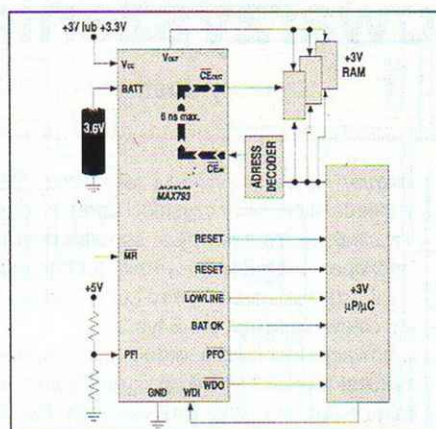 +3V lub +3.3V
Vcc
VOUT
CEOUT
+3V
RAM
BATT
3.6V
6 ns max.
ADRESS
DECODER
CEIN
MAXIM
MAX793
MR
RESET
RESET
LOWLINE
BAT OK
PFO
WDO
+3V
µP/µC
+5V
PFI
GND
WDI